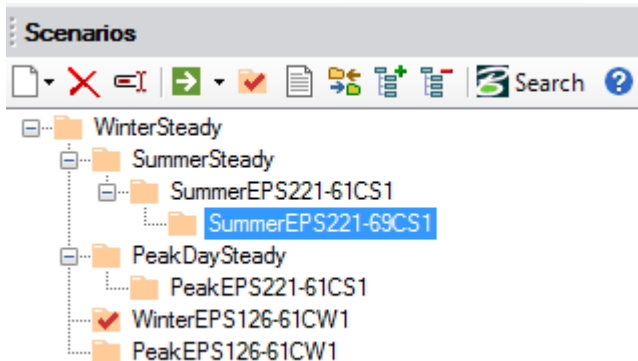 Scenarios
Search
WinterSteady
SummerSteady
SummerEPS221-61CS1
SummerEPS221-69CS1
PeakDaySteady
PeakEPS221-61CS1
WinterEPS126-61CW1
PeakEPS126-61CW1